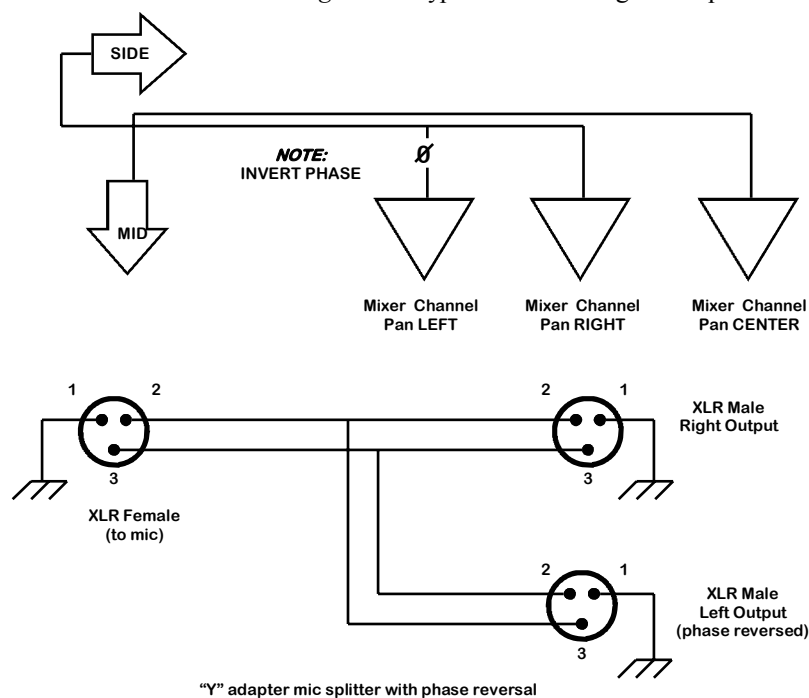 SIDE
NOTE:
INVERT PHASE
Ø
MID
Mixer Channel
Pan LEFT
Mixer Channel
Pan RIGHT
Mixer Channel
Pan CENTER
1
2
3
XLR Female
(to mic)
2
1
3
XLR Male
Right Output
2
1
3
XLR Male
Left Output
(phase reversed)
“Y” adapter mic splitter with phase reversal